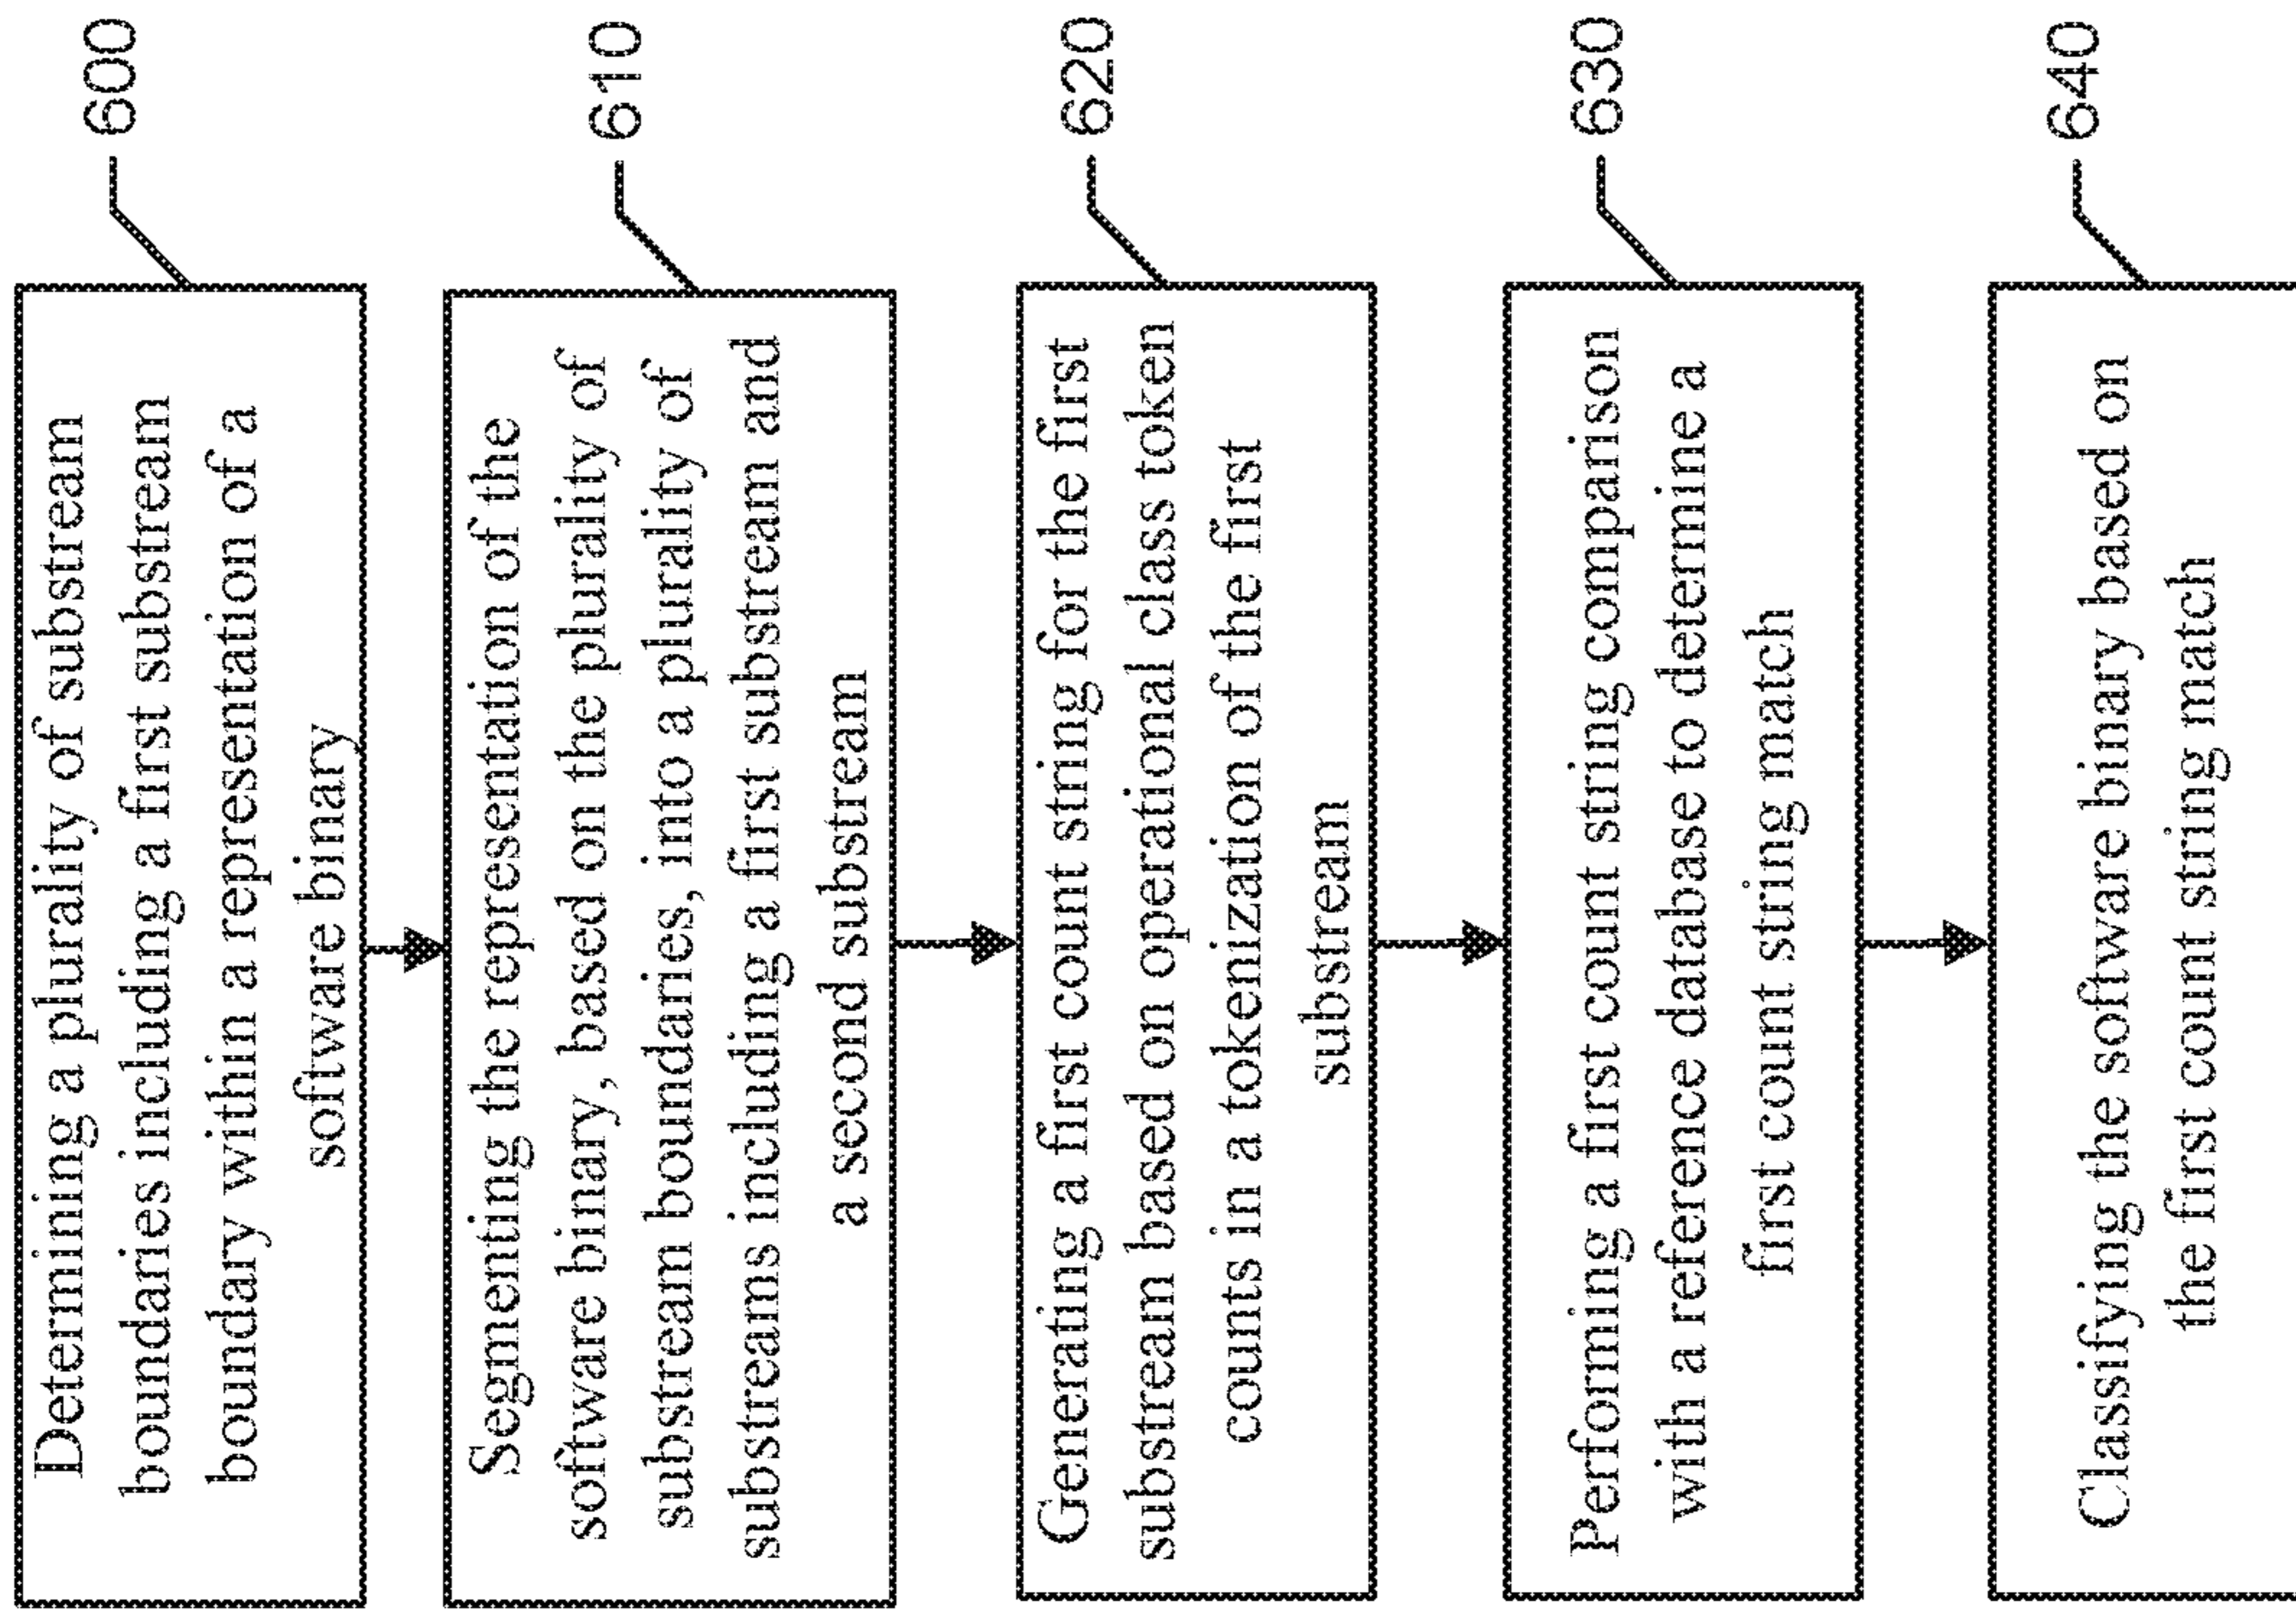 Determining a plurality of substream
boundaries including a first substream
boundary within a representation of a
software binary
600
Segmenting the representation of the
software binary, based on the plurality of
substream boundaries, into a plurality of
substreams including a first substream and
a second substream
610
Generating a first count string for the first
substream based on operational class token
counts in a tokenization of the first
substream
620
Performing a first count string comparison
with a reference database to determine a
first count string match
630
Classifying the software binary based on
the first count string match
640